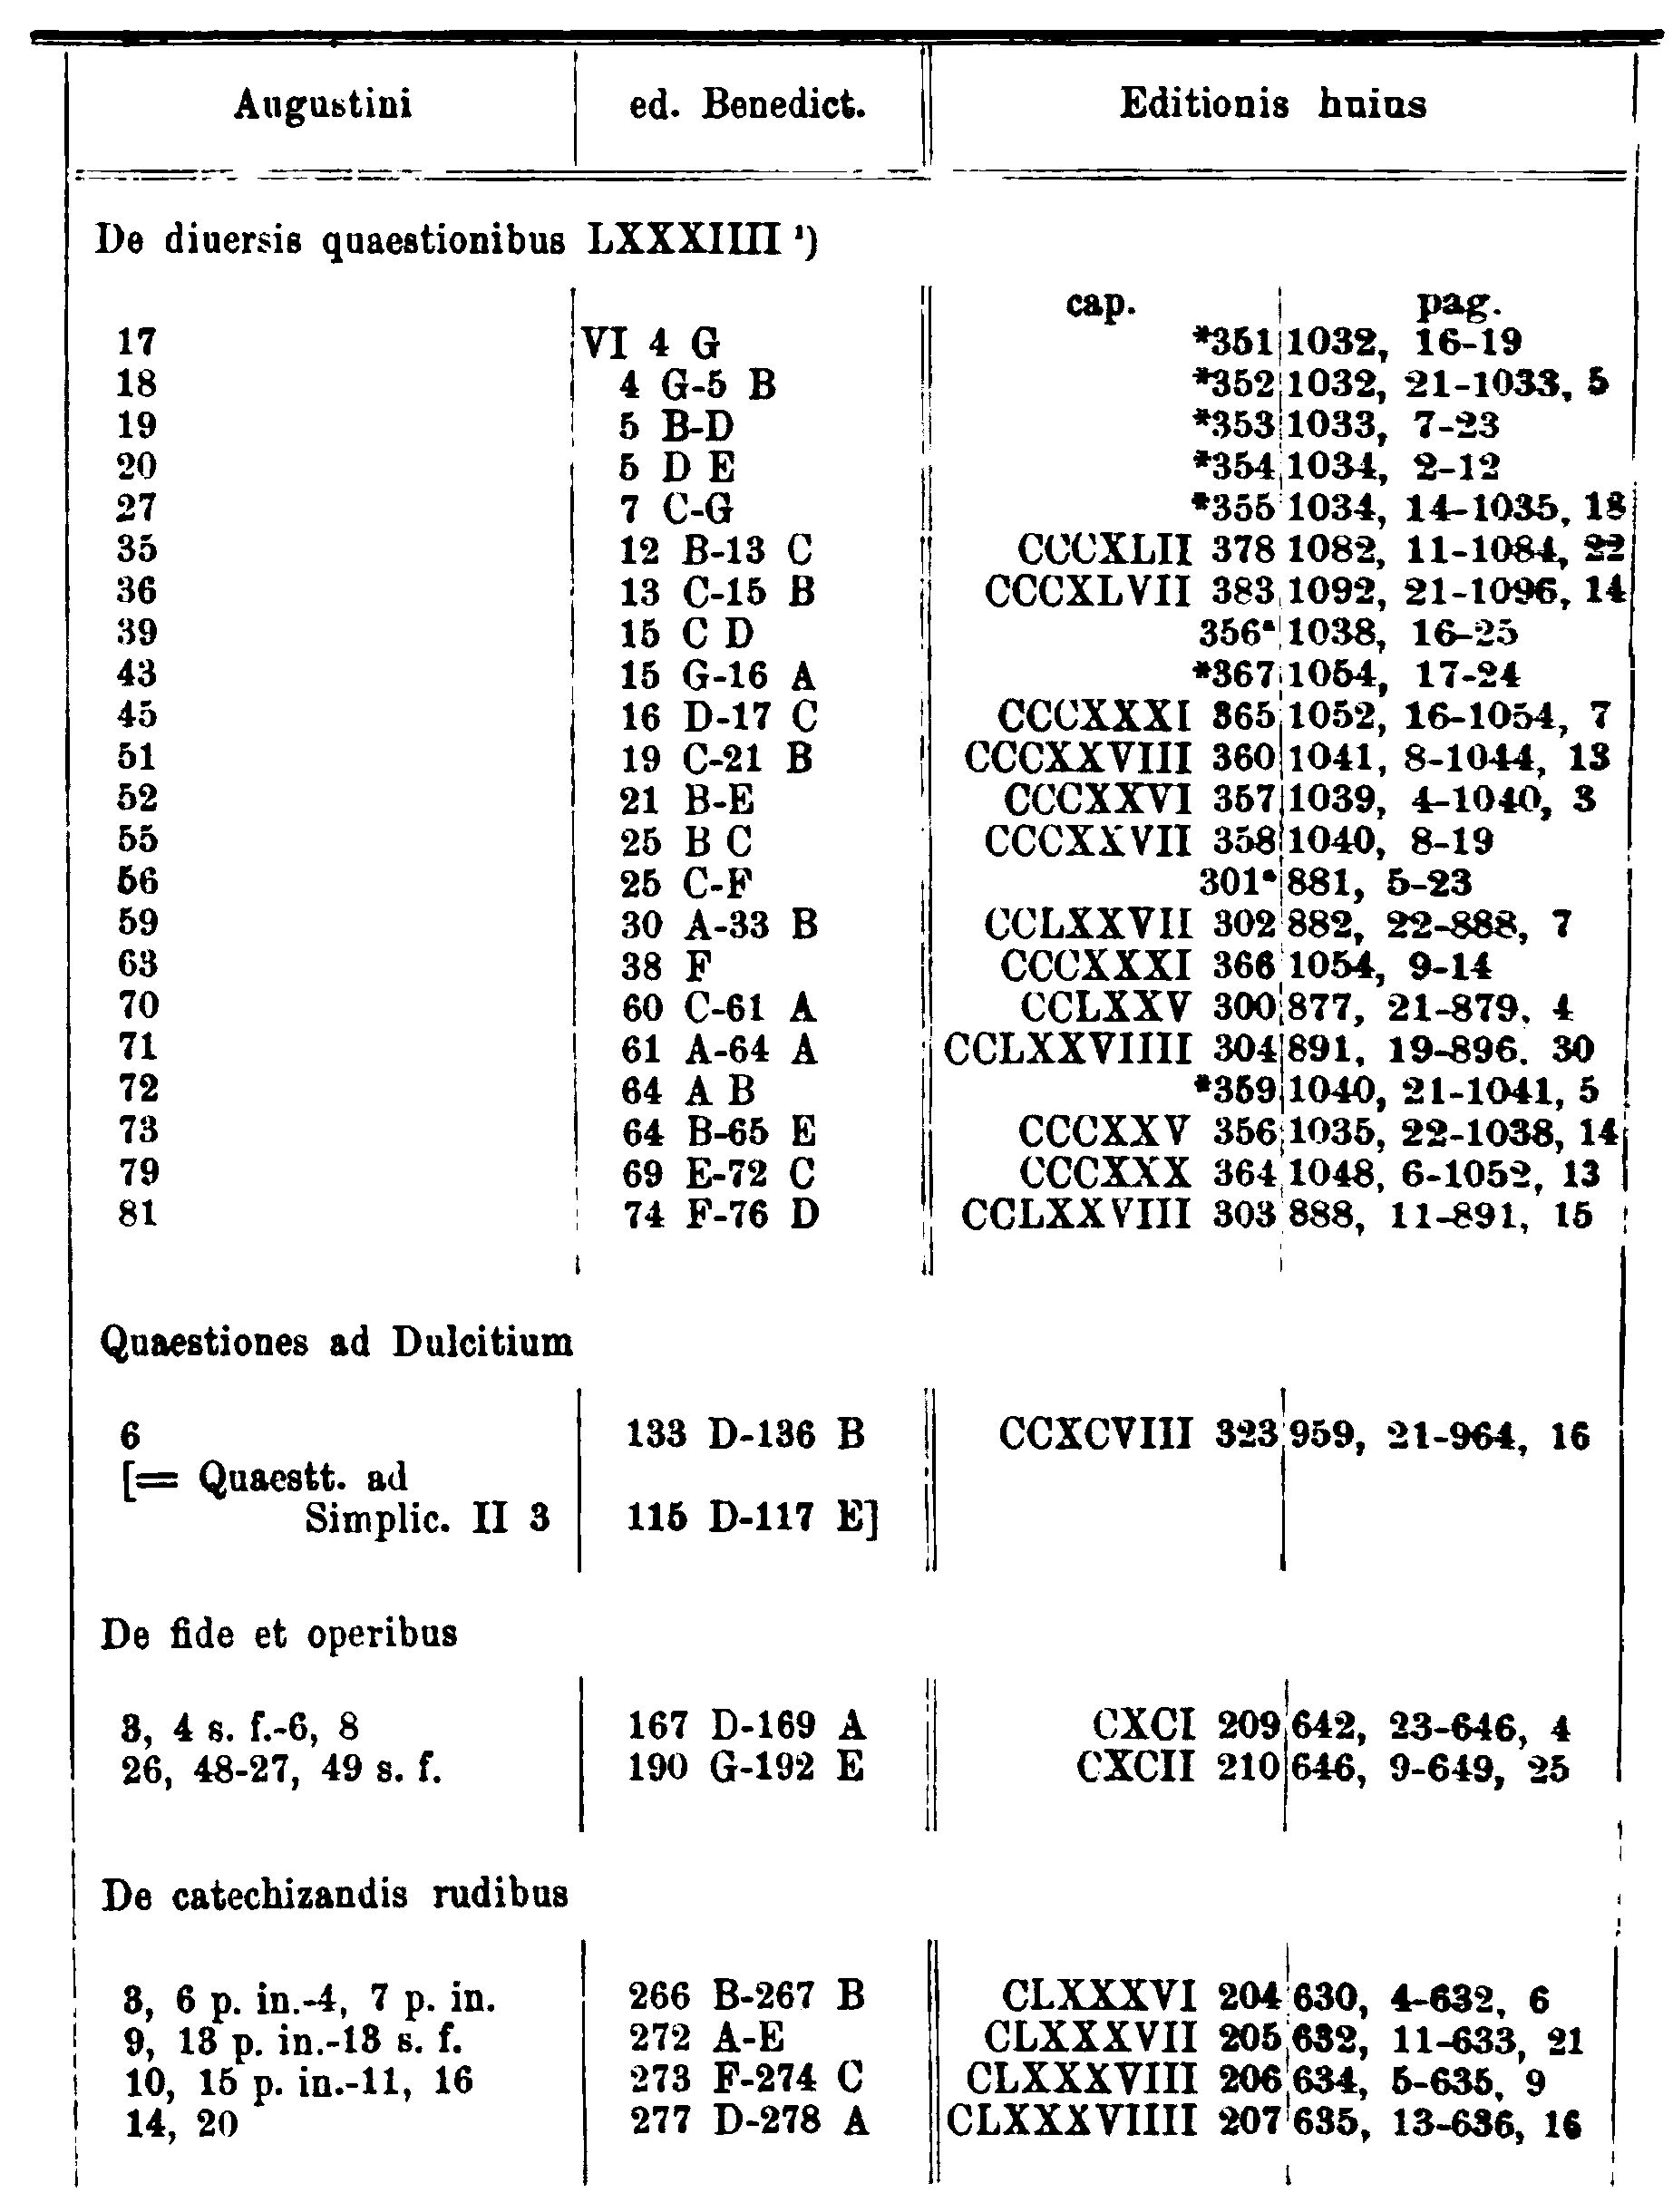 Augustini ed. Benedict. Editionis huius
De diuersis quaestionibus LXXXIIII ¹)
cap. pag.
17 VI 4 G *351 1032, 16-19
18 4 G-5 B *352 1032, 21-1033, 5
19 5 B-D *353 1033, 7-23
20 5 D E *354 1034, 2-12
27 7 C-G *355 1034, 14-1035, 18
35 12 B-13 C CCCXLII 378 1082, 11-1084, 22
36 13 C-15 B CCCXLVII 383 1092, 21-1096, 14
39 15 C D 356ᵃ 1038, 16-25
43 15 G-16 A *367 1054, 17-24
45 16 D-17 C CCCXXXI 365 1052, 16-1054, 7
51 19 C-21 B CCCXXVIII 360 1041, 8-1044, 13
52 21 B-E CCCXXVI 357 1039, 4-1040, 3
55 25 B C CCCXXVII 358 1040, 8-19
56 25 C-F 301ᵃ 881, 5-23
59 30 A-33 B CCLXXVII 302 882, 22-888, 7
63 38 F CCCXXXI 366 1054, 9-14
70 60 C-61 A CCLXXV 300 877, 21-879, 4
71 61 A-64 A CCLXXVIIII 304 891, 19-896, 30
72 64 A B *359 1040, 21-1041, 5
73 64 B-65 E CCCXXV 356 1035, 22-1038, 14
79 69 E-72 C CCCXXX 364 1048, 6-1052, 13
81 74 F-76 D CCLXXVIII 303 888, 11-891, 15
Quaestiones ad Dulcitium
6 133 D-136 B CCXCVIII 323 959, 21-964, 16
[= Quaestt. ad
Simplic. II 3 115 D-117 E]
De fide et operibus
3, 4 s. f.-6, 8 167 D-169 A CXCI 209 642, 23-646, 4
26, 48-27, 49 s. f. 190 G-192 E CXCII 210 646, 9-649, 25
De catechizandis rudibus
3, 6 p. in.-4, 7 p. in. 266 B-267 B CLXXXVI 204 630, 4-632, 6
9, 13 p. in.-13 s. f. 272 A-E CLXXXVII 205 632, 11-633, 21
10, 15 p. in.-11, 16 273 F-274 C CLXXXVIII 206 634, 5-635, 9
14, 20 277 D-278 A CLXXXVIIII 207 635, 13-636, 16